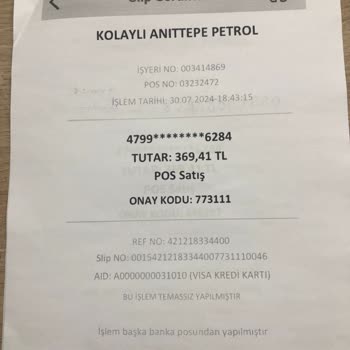 KOLAYLI ANITTEPE PETROL
İŞYERİ NO: 003414869
POS NO: 03232472
İŞLEM TARİHİ: 30.07.2024-18:43:15
4799********6284
TUTAR: 369,41 TL
POS Satış
ONAY KODU: 773111
REF NO: 421218334400
Slip NO: 0015421218334400773111​0046
AID: A0000000031010 (VISA KREDİ KARTI)
BU İŞLEM TEMASSIZ YAPILMIŞTIR
İşlem başka banka posundan yapılmıştır